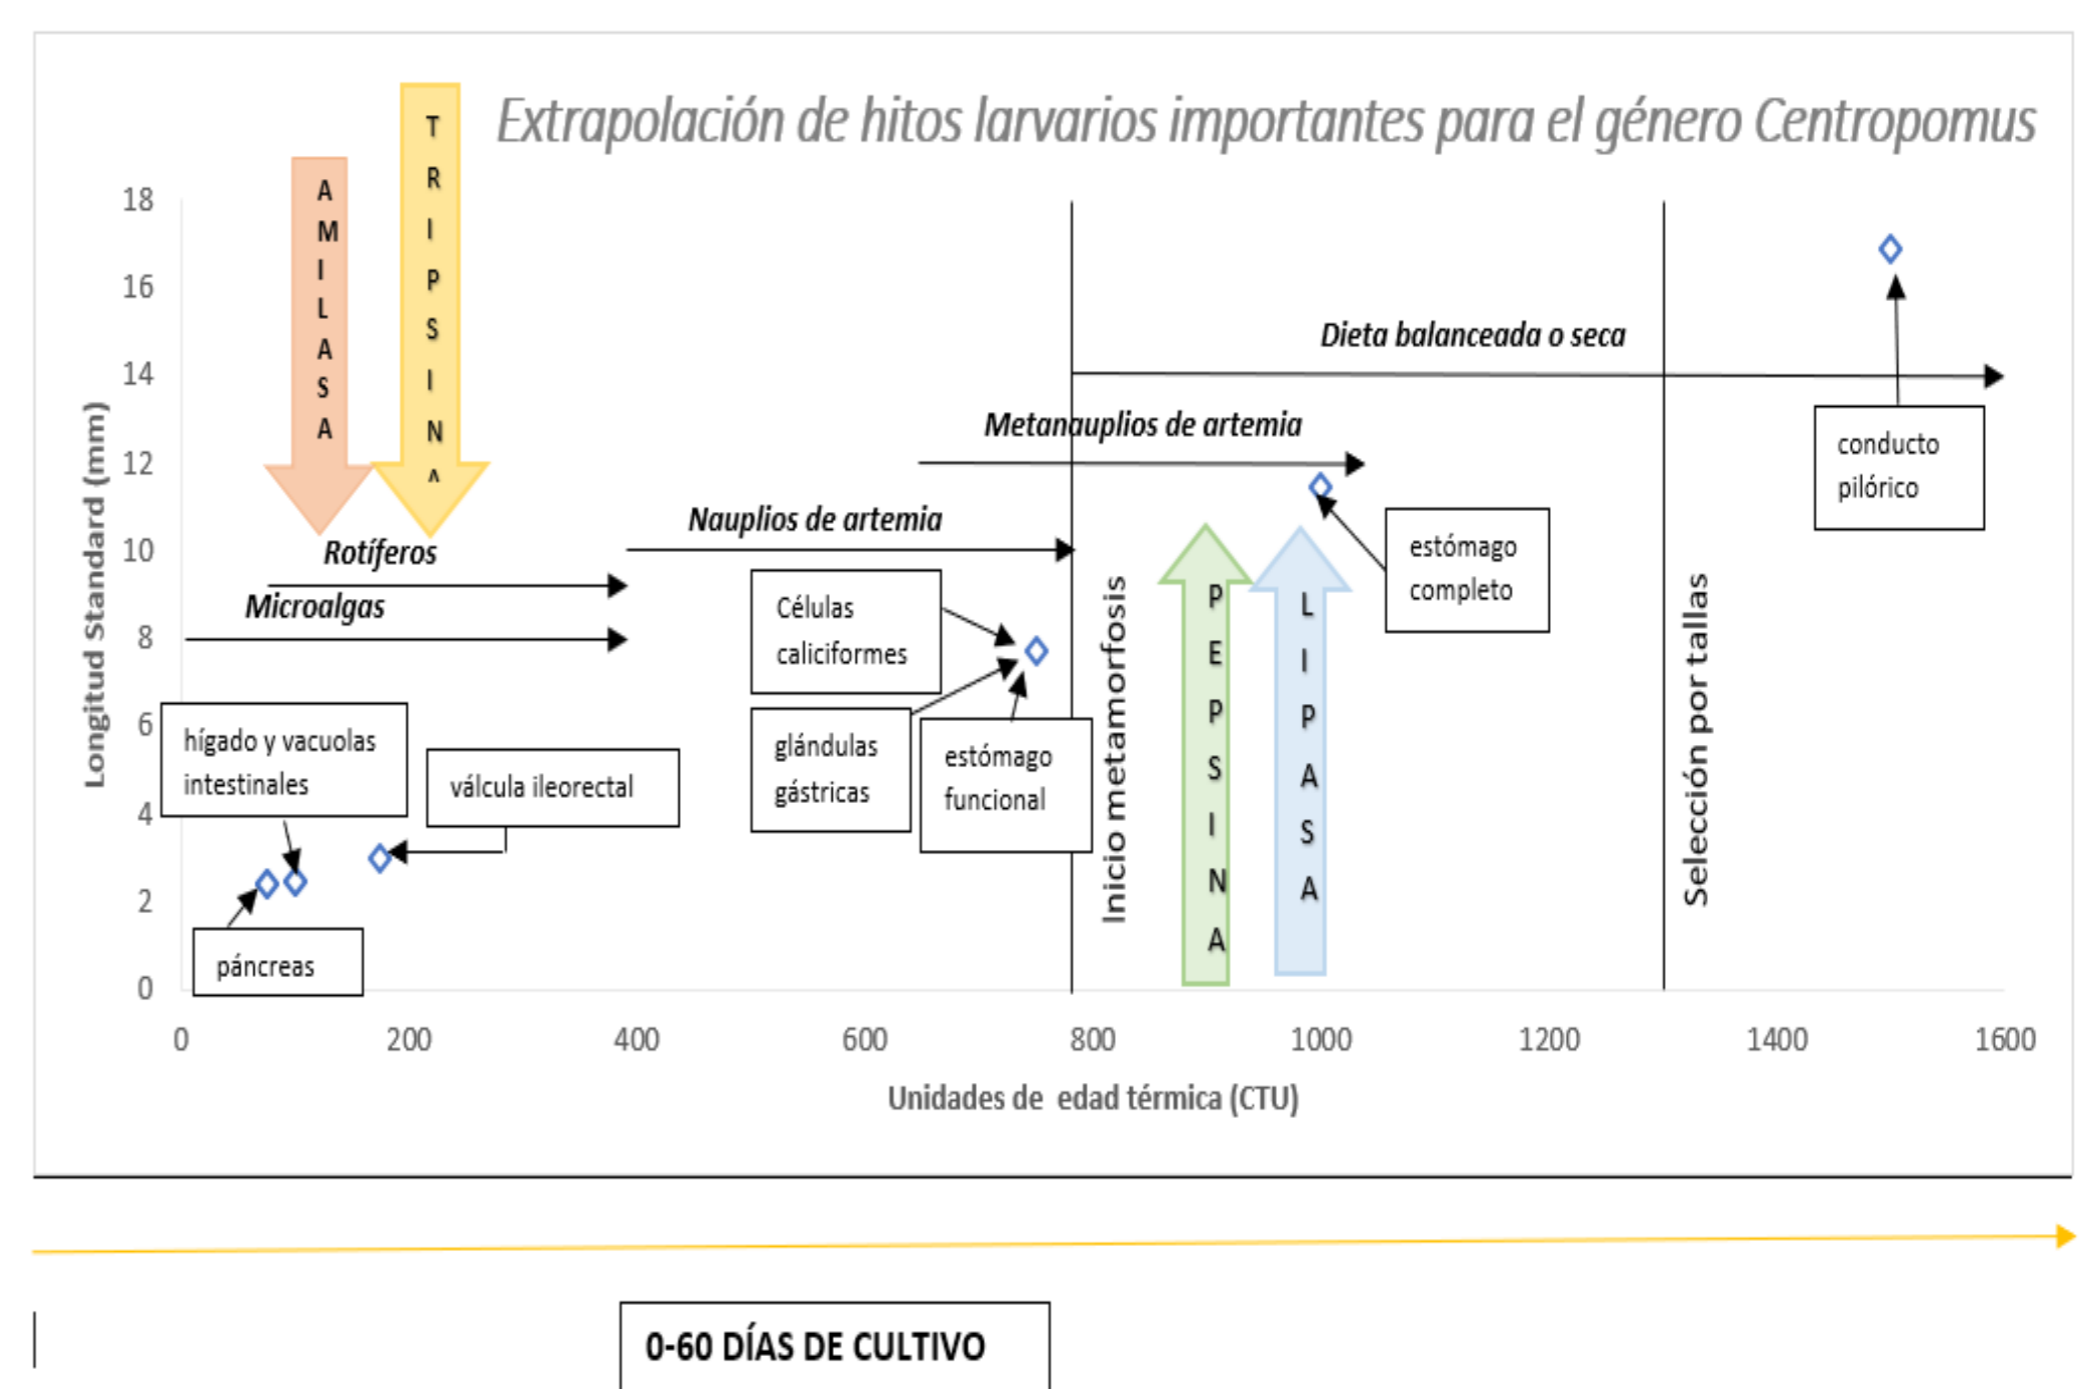 Extrapolación de hitos larvarios importantes para el género Centropomus
AMILASA
TRIPSINA
18
16
14
12
10
8
6
4
2
0
Longitud Standard (mm)
Dieta balanceada o seca
Metanauplios de artemia
Nauplios de artemia
Rotíferos
Microalgas
conducto
pilórico
estómago
completo
Células
caliciformes
glándulas
gástricas
estómago
funcional
hígado y vacuolas
intestinales
válcula ileorectal
páncreas
Inicio metamorfosis
PEPSINA
LIPASA
Selección por tallas
0 200 400 600 800 1000 1200 1400 1600
Unidades de edad térmica (CTU)
0-60 DÍAS DE CULTIVO